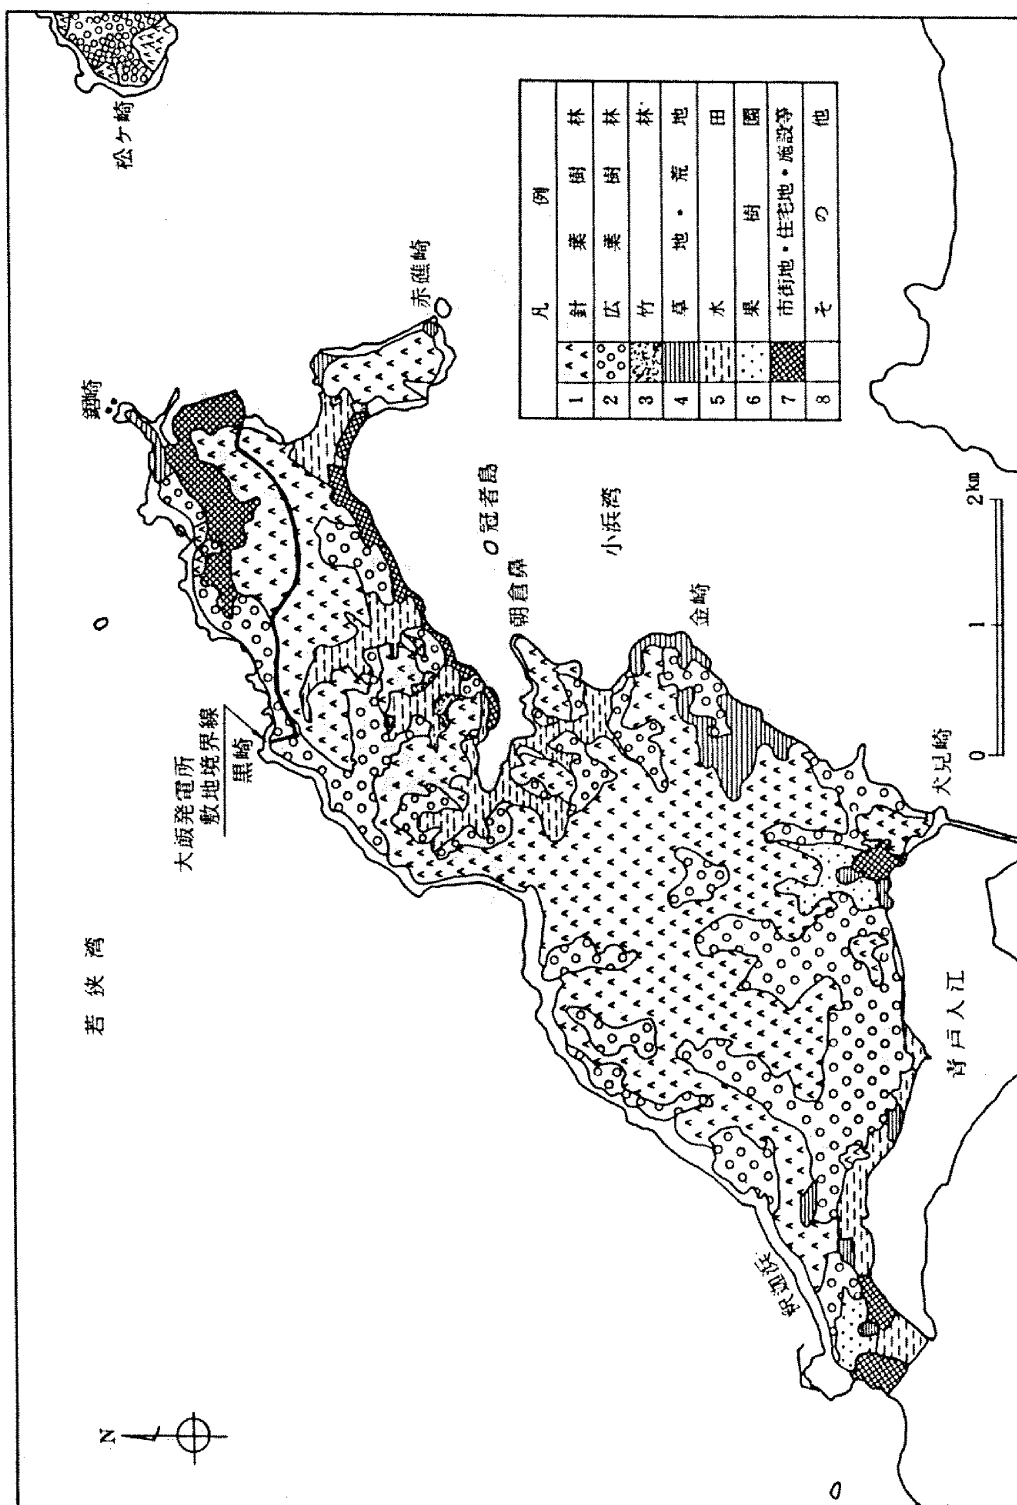 N
若狭湾
大飯発電所
敷地境界線
黒崎
鋸崎
松ケ崎
赤礁崎
冠者島
朝倉鼻
小浜湾
金崎
犬見崎
青戸入江
釈迦浜
凡例
1 針葉樹林
2 広葉樹林
3 竹林
4 草地・荒地
5 水田
6 果樹園
7 市街地・住宅地・施設等
8 その他
0 1 2km